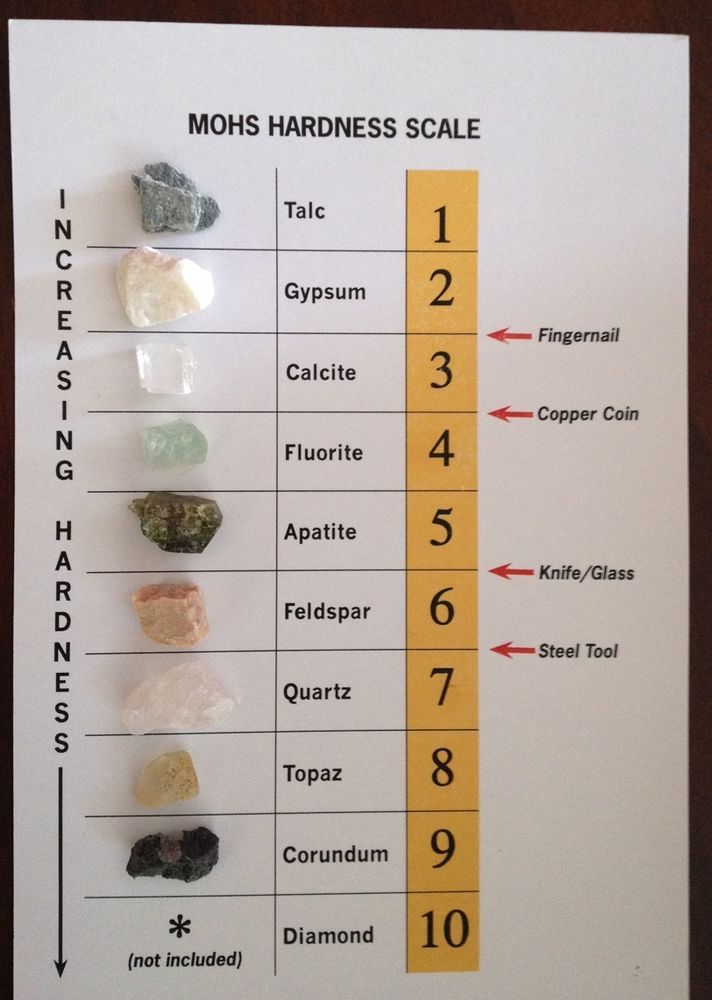 MOHS HARDNESS SCALE
INCREASING HARDNESS
Talc 1
Gypsum 2
Fingernail
Calcite 3
Copper Coin
Fluorite 4
Apatite 5
Knife/Glass
Feldspar 6
Steel Tool
Quartz 7
Topaz 8
Corundum 9
* (not included) Diamond 10